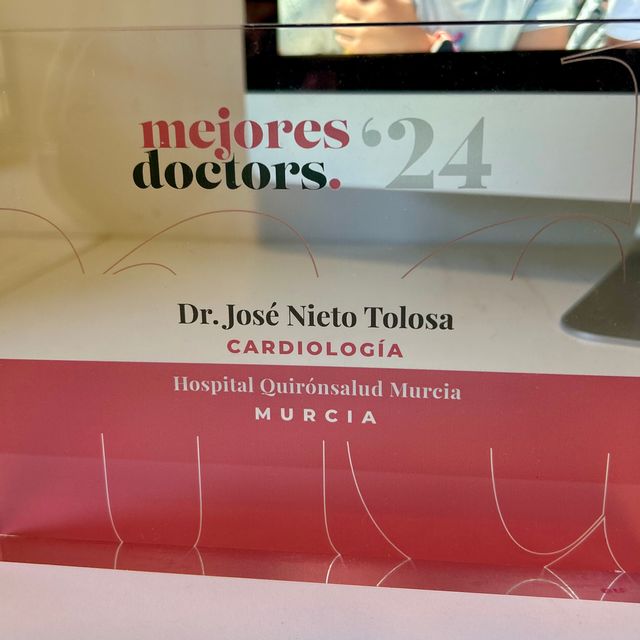 mejores '24
doctors.
Dr. José Nieto Tolosa
CARDIOLOGÍA
Hospital Quirónsalud Murcia
MURCIA